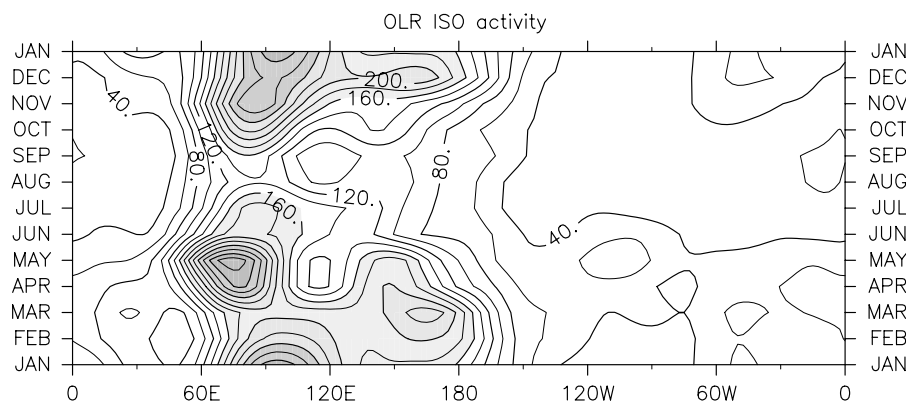 OLR ISO activity
JAN JAN
DEC 200. DEC
40. 160.
NOV NOV
OCT 120. OCT
SEP 80. 80. SEP
AUG 120. AUG
JUL 160. JUL
JUN 40. JUN
MAY MAY
APR APR
MAR MAR
FEB FEB
JAN JAN
0 60E 120E 180 120W 60W 0